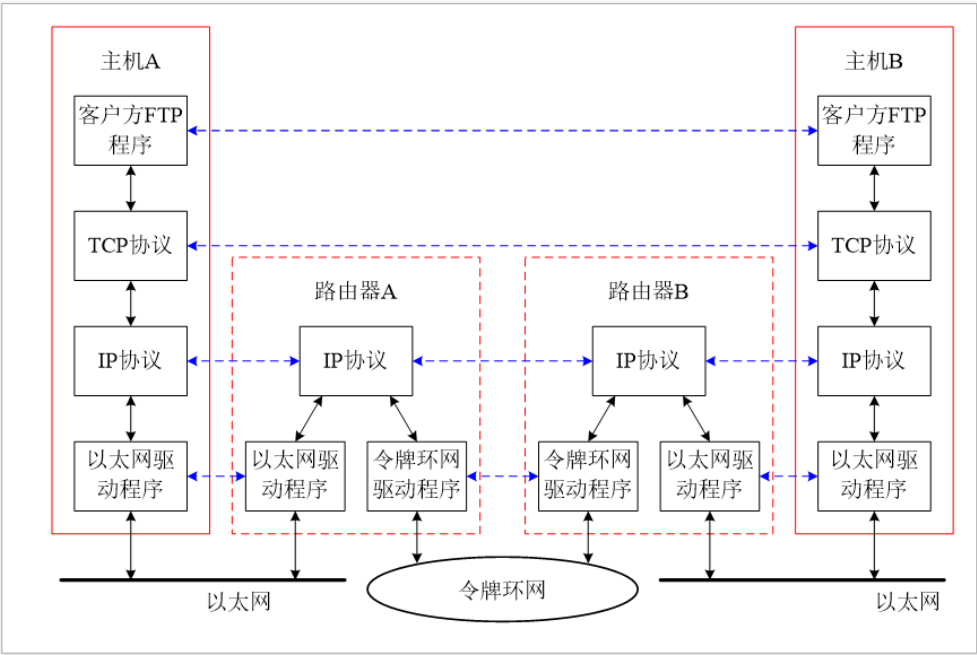 主机A
主机B
客户方FTP
程序
客户方FTP
程序
TCP协议
TCP协议
路由器A
路由器B
IP协议
IP协议
IP协议
IP协议
以太网驱
动程序
以太网驱
动程序
令牌环网
驱动程序
令牌环网
驱动程序
以太网驱
动程序
以太网驱
动程序
以太网
令牌环网
以太网